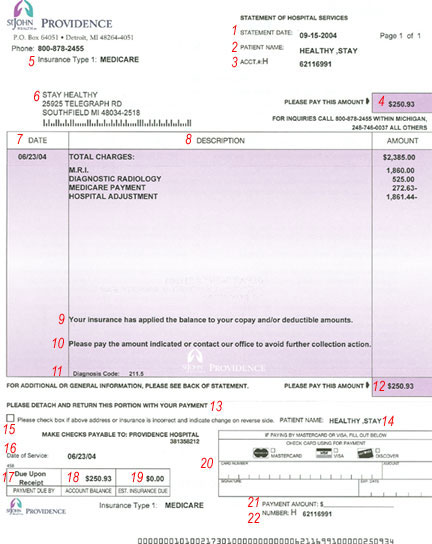 ST JOHN HEALTH PROVIDENCE
P.O. Box 64051 • Detroit, MI 48264-4051
Phone: 800-878-2455
5 Insurance Type 1: MEDICARE
STATEMENT OF HOSPITAL SERVICES
1 STATEMENT DATE: 09-15-2004 Page 1 of 1
2 PATIENT NAME: HEALTHY ,STAY
3 ACCT.#:H 62116991
6 STAY HEALTHY
25925 TELEGRAPH RD
SOUTHFIELD MI 48034-2518
PLEASE PAY THIS AMOUNT 4 $250.93
FOR INQUIRIES CALL 800-878-2455 WITHIN MICHIGAN,
248-746-0037 ALL OTHERS
7 DATE 8 DESCRIPTION AMOUNT
06/23/04 TOTAL CHARGES: $2,385.00
M.R.I. 1,860.00
DIAGNOSTIC RADIOLOGY 525.00
MEDICARE PAYMENT 272.63-
HOSPITAL ADJUSTMENT 1,861.44-
9 Your insurance has applied the balance to your copay and/or deductible amounts.
10 Please pay the amount indicated or contact our office to avoid further collection action.
11 Diagnosis Code: 211.5
PROVIDENCE
FOR ADDITIONAL OR GENERAL INFORMATION, PLEASE SEE BACK OF STATEMENT. PLEASE PAY THIS AMOUNT 12 $250.93
PLEASE DETACH AND RETURN THIS PORTION WITH YOUR PAYMENT 13
Please check box if above address or insurance is incorrect and indicate change on reverse side. PATIENT NAME: HEALTHY ,STAY 14
15
MAKE CHECKS PAYABLE TO: PROVIDENCE HOSPITAL
381358212
IF PAYING BY MASTERCARD OR VISA, FILL OUT BELOW
CHECK CARD USING FOR PAYMENT
MASTERCARD VISA DISCOVER
16
Date of Service: 06/23/04
20 CARD NUMBER AMOUNT
SIGNATURE EXP. DATE
458
17 Due Upon Receipt 18 $250.93 19 $0.00
PAYMENT DUE BY ACCOUNT BALANCE EST. INSURANCE DUE
PROVIDENCE Insurance Type 1: MEDICARE
21 PAYMENT AMOUNT: $
22 NUMBER: H 62116991